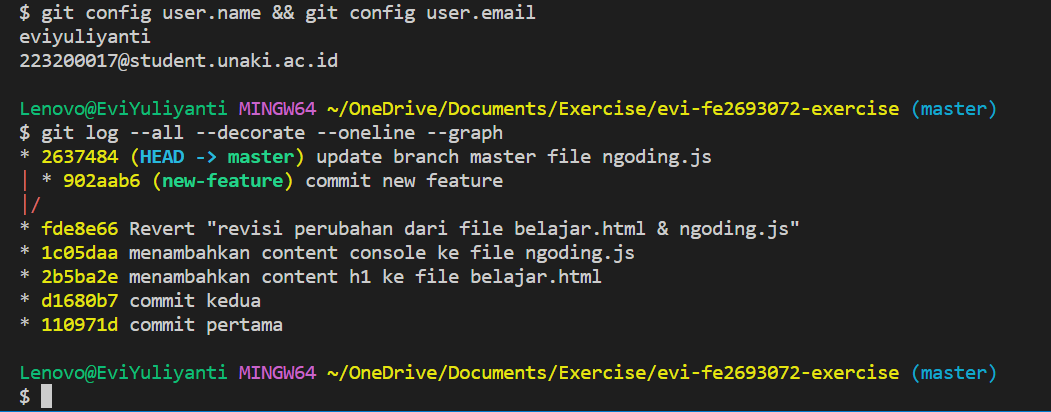 $ git config user.name && git config user.email
eviyuliyanti
223200017@student.unaki.ac.id
Lenovo@EviYuliyanti MINGW64 ~/OneDrive/Documents/Exercise/evi-fe2693072-exercise (master)
$ git log --all --decorate --oneline --graph
* 2637484 (HEAD -> master) update branch master file ngoding.js
| * 902aab6 (new-feature) commit new feature
|/
* fde8e66 Revert "revisi perubahan dari file belajar.html & ngoding.js"
* 1c05daa menambahkan content console ke file ngoding.js
* 2b5ba2e menambahkan content h1 ke file belajar.html
* d1680b7 commit kedua
* 110971d commit pertama
Lenovo@EviYuliyanti MINGW64 ~/OneDrive/Documents/Exercise/evi-fe2693072-exercise (master)
$